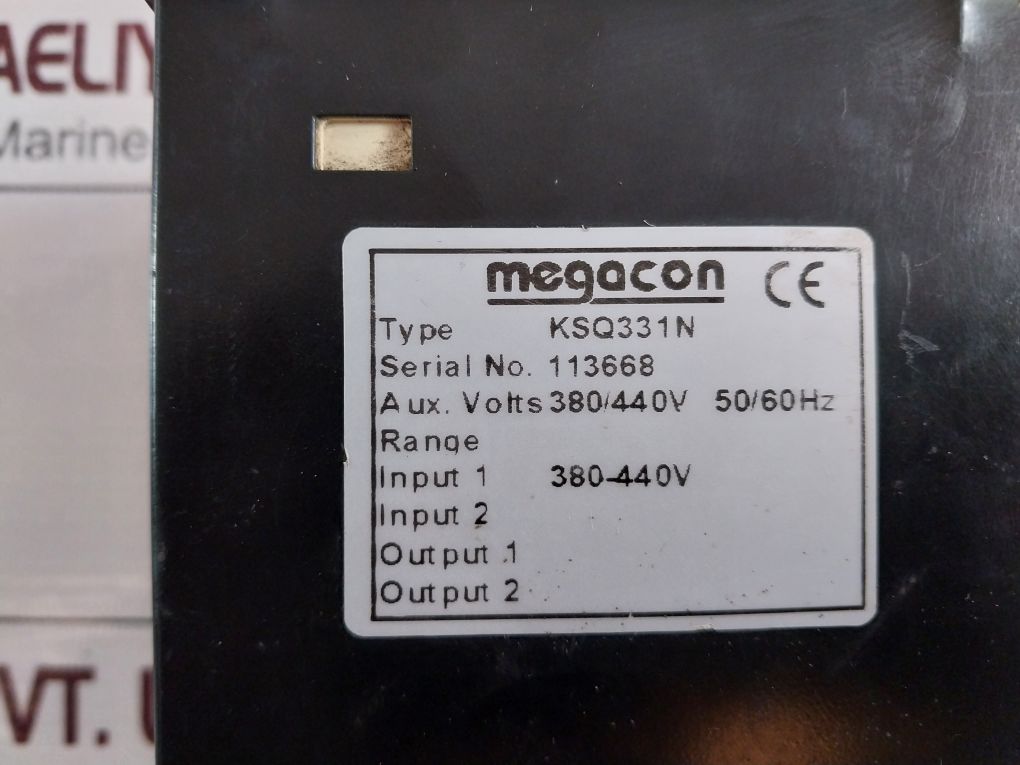 Marine
megacon CE
Type KSQ331N
Serial No. 113668
Aux. Volts 380/440V 50/60Hz
Range
Input 1 380-440V
Input 2
Output 1
Output 2
VT.